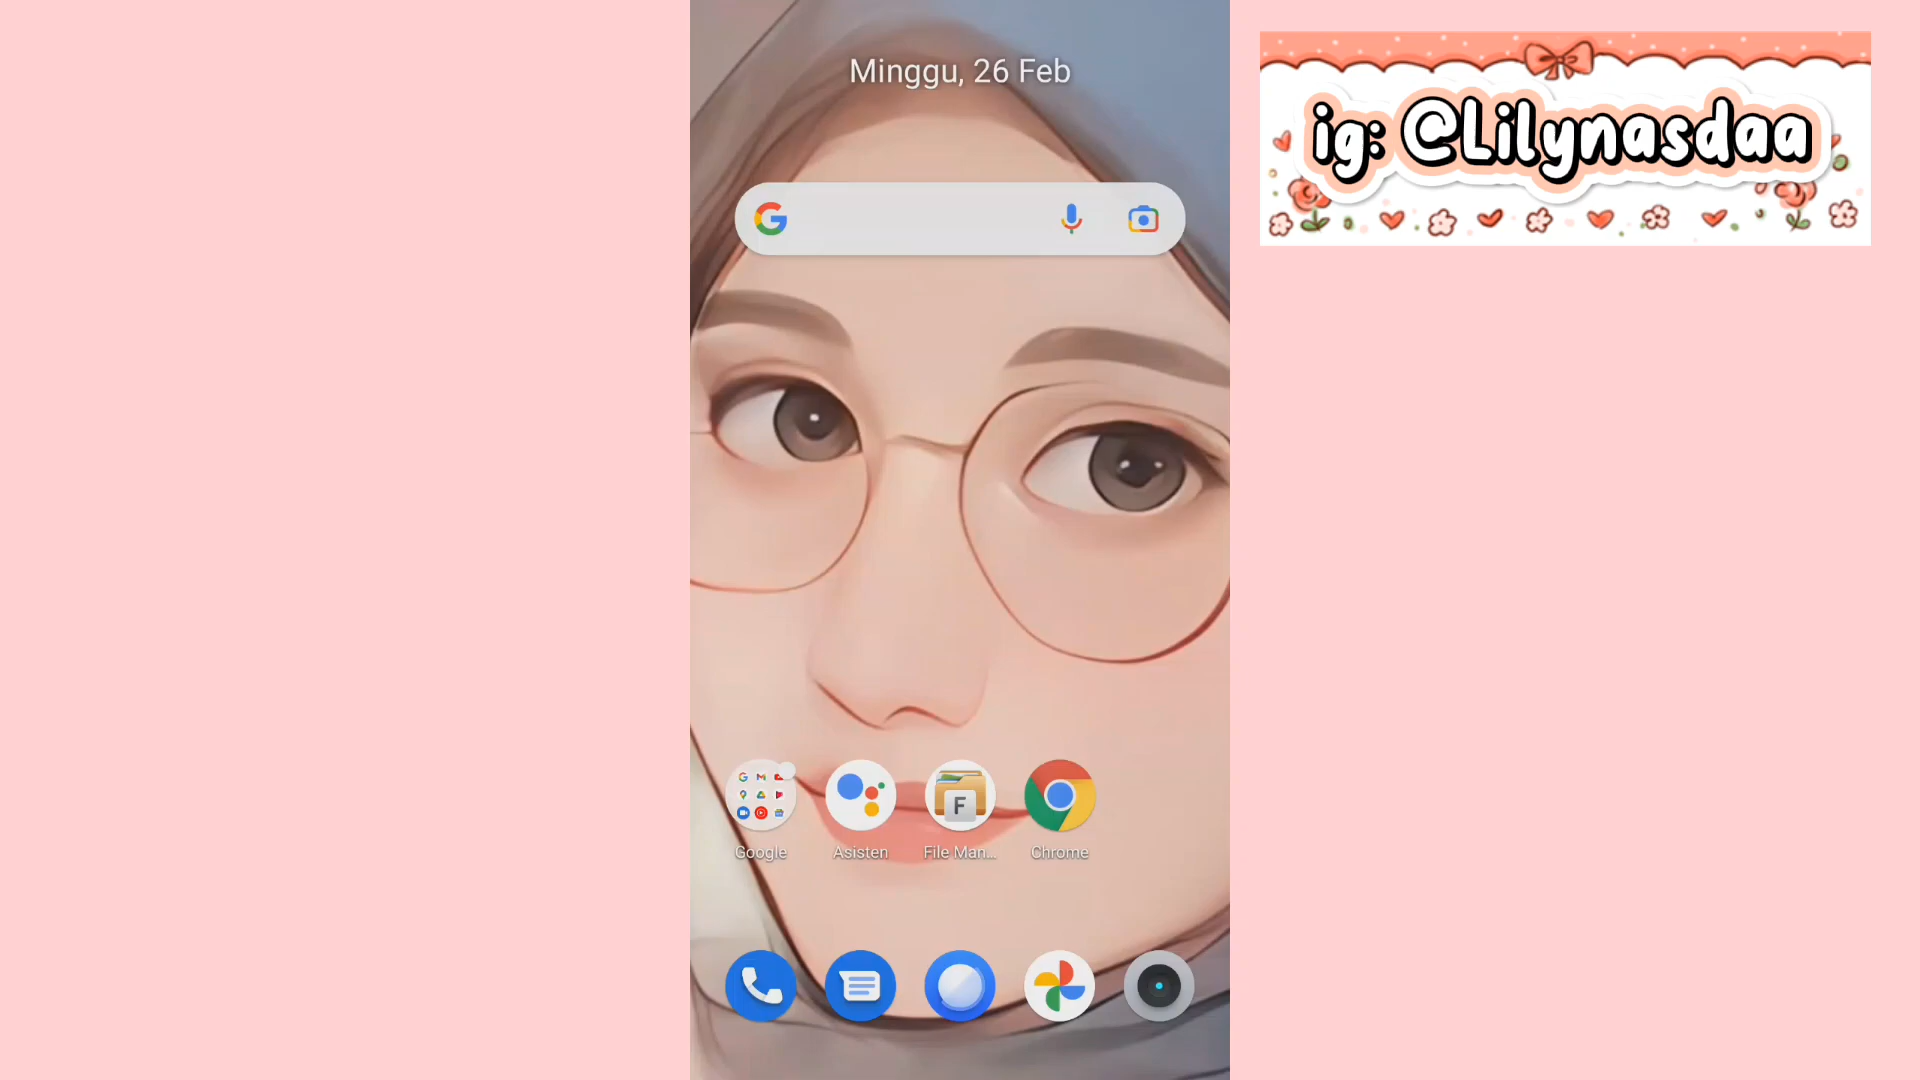 Minggu, 26 Feb
ig: @Lilynasdaa
Google
Asisten
File Man...
Chrome